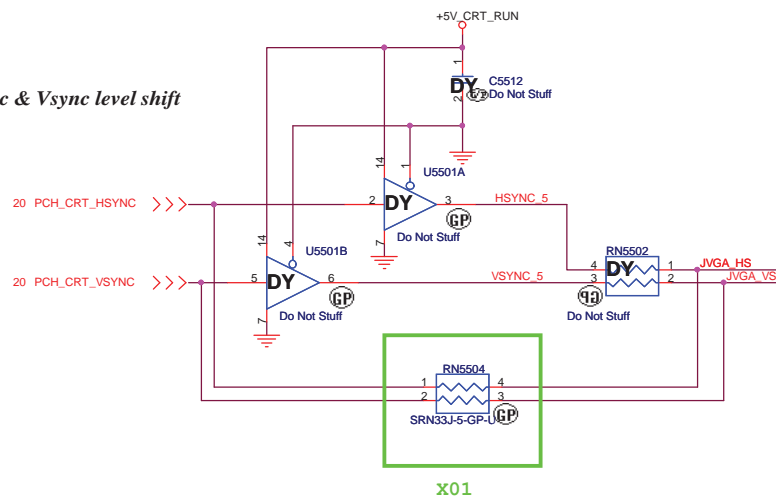 +5V_CRT_RUN
1
C5512
DY
2
Do Not Stuff
c & Vsync level shift
14
1
U5501A
20 PCH_CRT_HSYNC
2
DY
3
HSYNC_5
GP
Do Not Stuff
7
14
4
U5501B
RN5502
4
DY
1
JVGA_HS
20 PCH_CRT_VSYNC
5
DY
6
VSYNC_5
3
2
JVGA_VS
GP
GP
Do Not Stuff
Do Not Stuff
7
RN5504
1
4
2
3
SRN33J-5-GP-U
GP
X01